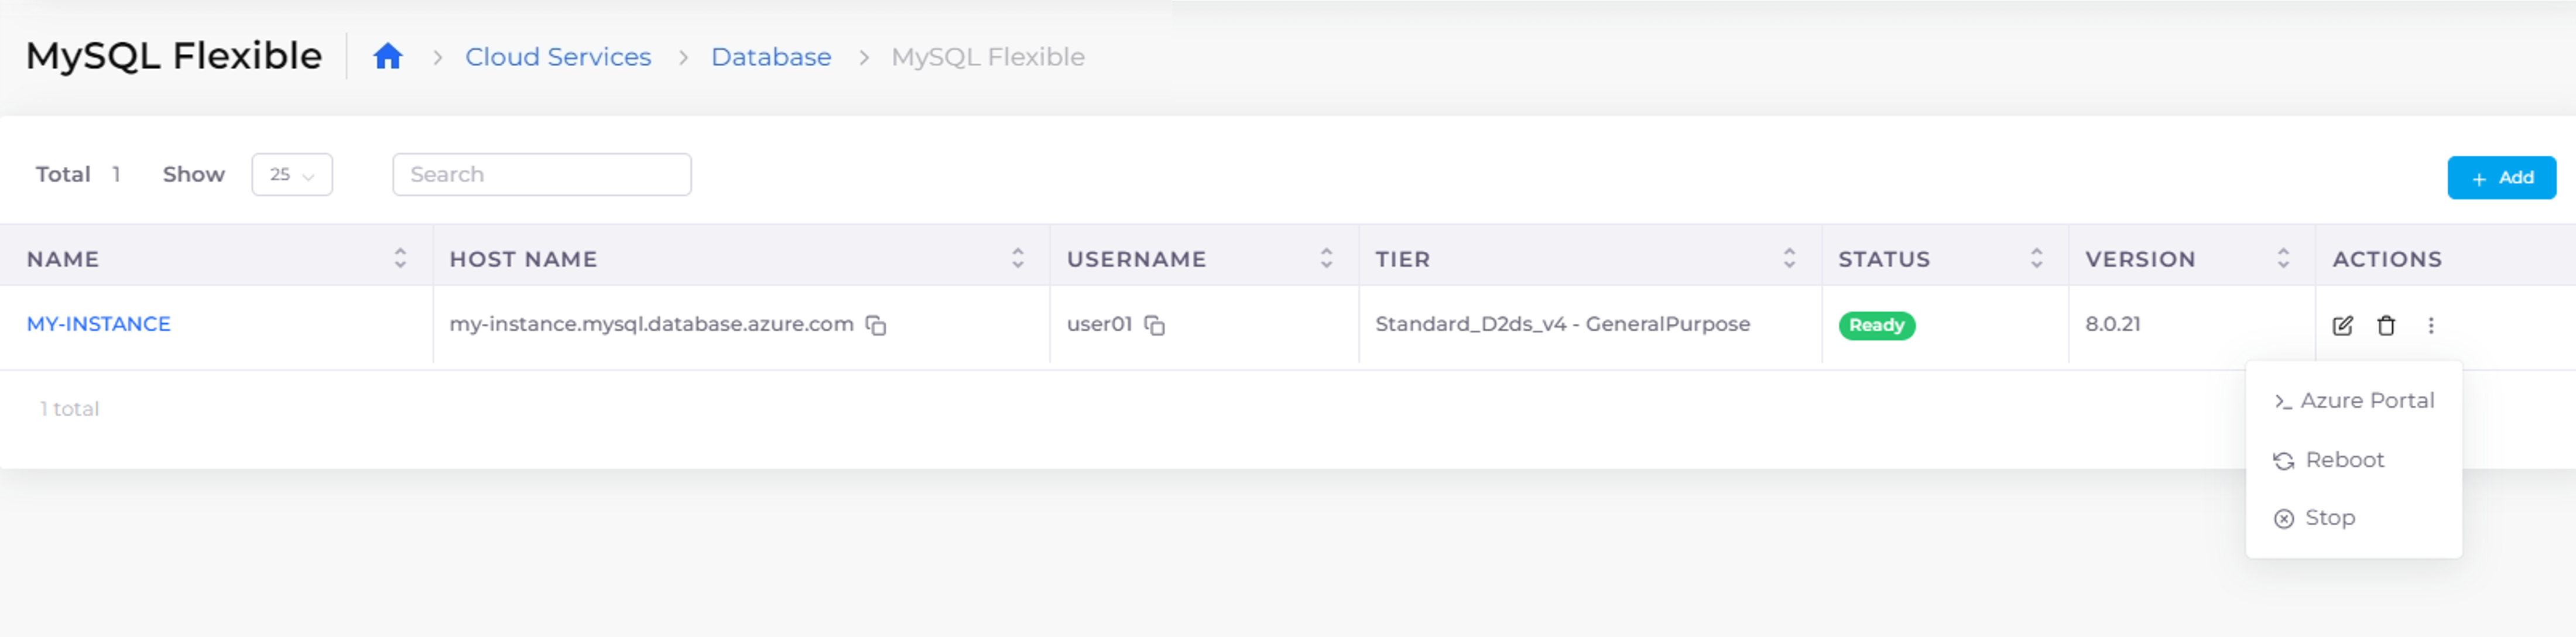 MySQL Flexible Cloud Services Database MySQL Flexible
Total 1 Show 25 Search + Add
NAME HOST NAME USERNAME TIER STATUS VERSION ACTIONS
MY-INSTANCE my-instance.mysql.database.azure.com user01 Standard_D2ds_v4 - GeneralPurpose Ready 8.0.21
1 total
Azure Portal
Reboot
Stop